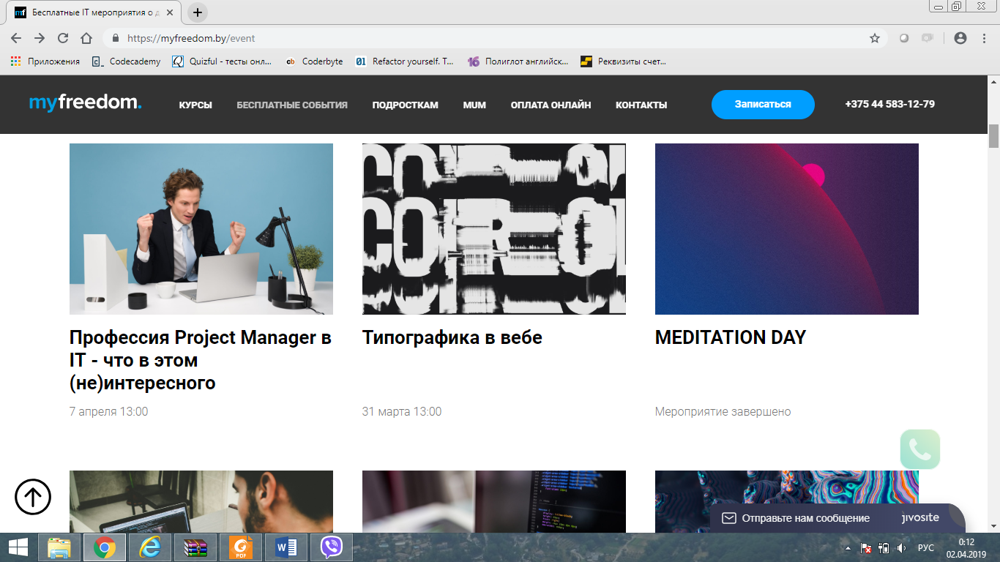 Бесплатные IT мероприятия о д
https://myfreedom.by/event
Приложения
Codecademy
Quizful - тесты онл...
Coderbyte
Refactor yourself. T...
Полиглот английск...
Реквизиты счет...
myfreedom.
КУРСЫ
БЕСПЛАТНЫЕ СОБЫТИЯ
ПОДРОСТКАМ
MUM
ОПЛАТА ОНЛАЙН
КОНТАКТЫ
Записаться
+375 44 583-12-79
Профессия Project Manager в
IT - что в этом
(не)интересного
7 апреля 13:00
Типографика в вебе
31 марта 13:00
MEDITATION DAY
Мероприятие завершено
Отправьте нам сообщение
jivosite
РУС
0:12
02.04.2019